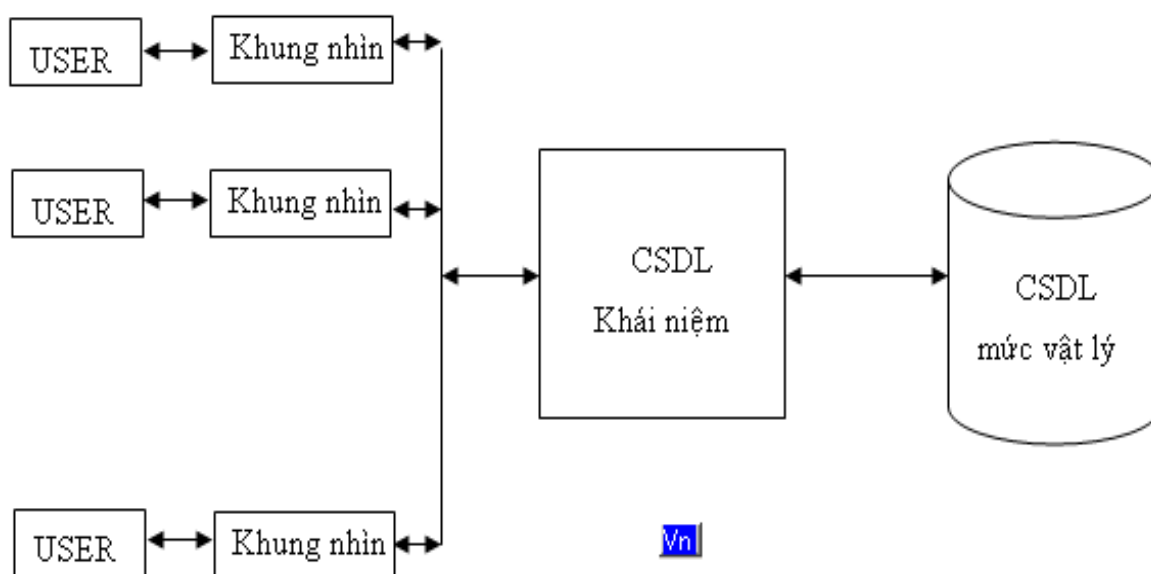 USER
Khung nhìn
USER
Khung nhìn
CSDL
Khái niệm
CSDL
mức vật lý
USER
Khung nhìn
Vn